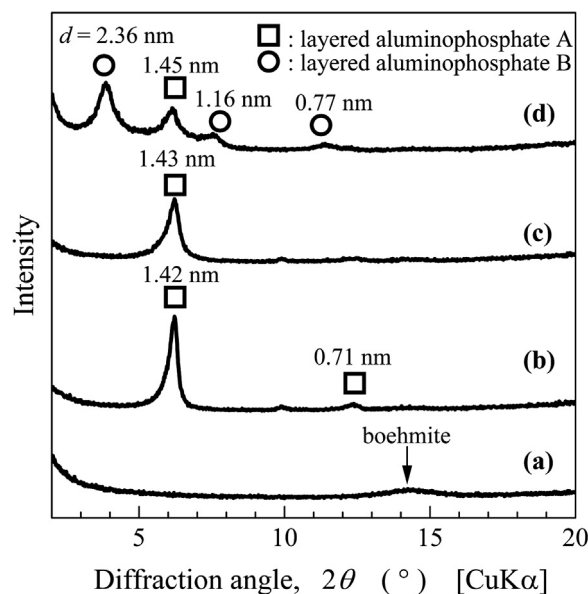 d = 2.36 nm
□ : layered aluminophosphate A
○ : layered aluminophosphate B
1.45 nm
1.16 nm
0.77 nm
(d)
1.43 nm
(c)
1.42 nm
0.71 nm
(b)
boehmite
(a)
Intensity
5 10 15 20
Diffraction angle, 2θ (°) [CuKα]